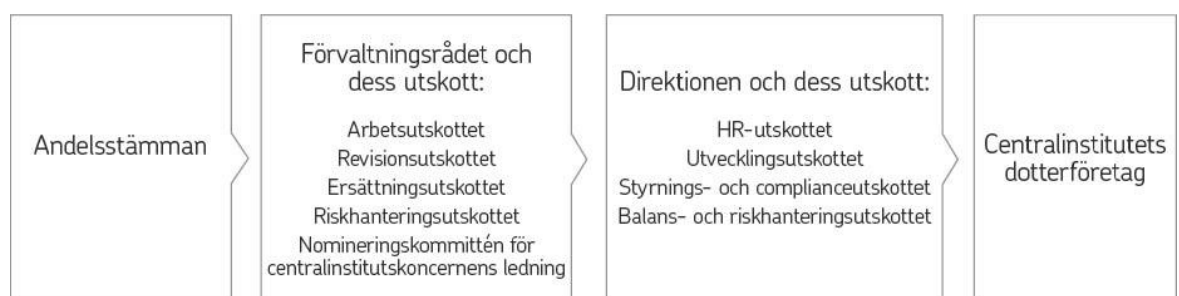 Andelsstämman
Förvaltningsrådet och
dess utskott:
Arbetsutskottet
Revisionsutskottet
Ersättningsutskottet
Riskhanteringsutskottet
Nomineringskommittén för
centralinstitutskoncernens ledning
Direktionen och dess utskott:
HR-utskottet
Utvecklingsutskottet
Styrnings- och complianceutskottet
Balans- och riskhanteringsutskottet
Centralinstitutets
dotterföretag